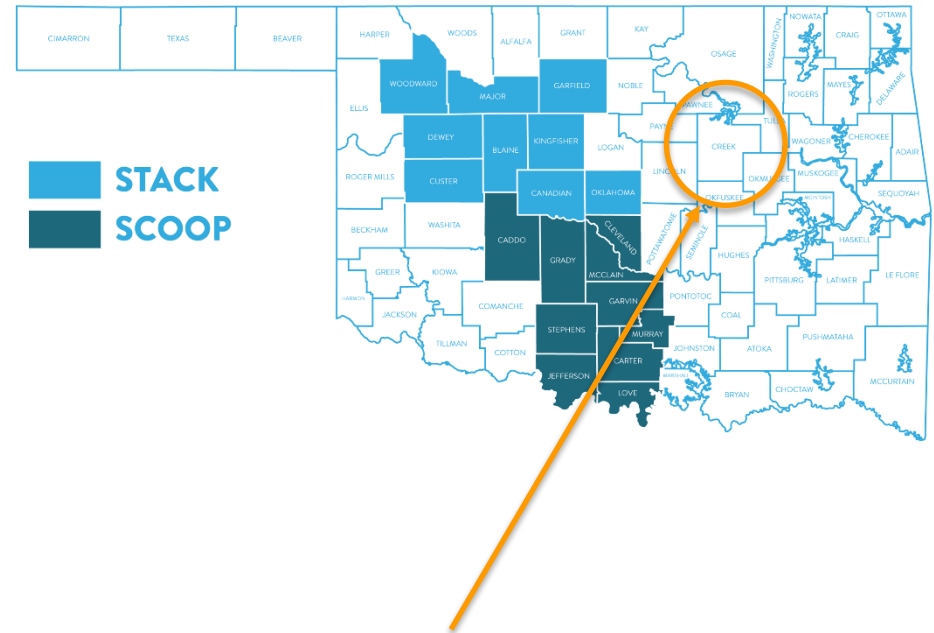 CIMARRON
TEXAS
BEAVER
HARPER
WOODS
ALFALFA
GRANT
KAY
OSAGE
WASHINGTON
NOWATA
CRAIG
OTTAWA
WOODWARD
MAJOR
GARFIELD
NOBLE
PAWNEE
ROGERS
MAYES
DELAWARE
ELLIS
DEWEY
BLAINE
KINGFISHER
LOGAN
PAYNE
CREEK
TULSA
WAGONER
CHEROKEE
ADAIR
STACK
SCOOP
ROGER MILLS
CUSTER
CANADIAN
OKLAHOMA
LINCOLN
OKMULGEE
MUSKOGEE
SEQUOYAH
OKFUSKEE
MCINTOSH
BECKHAM
WASHITA
CADDO
GRADY
CLEVELAND
POTTAWATOMIE
SEMINOLE
HUGHES
HASKELL
GREER
KIOWA
MCCLAIN
PITTSBURG
LATIMER
LE FLORE
HARMON
JACKSON
COMANCHE
GARVIN
PONTOTOC
COAL
TILLMAN
COTTON
STEPHENS
MURRAY
JOHNSTON
ATOKA
PUSHMATAHA
JEFFERSON
CARTER
LOVE
MARSHALL
BRYAN
CHOCTAW
MCCURTAIN